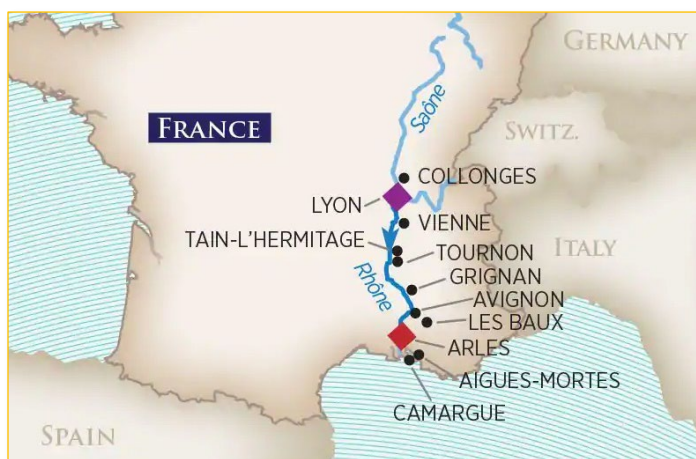 GERMANY
FRANCE
Saône
SWITZ.
COLLONGES
LYON
VIENNE
TAIN-L'HERMITAGE
TOURNON
ITALY
Rhône
GRIGNAN
AVIGNON
LES BAUX
ARLES
AIGUES-MORTES
CAMARGUE
SPAIN